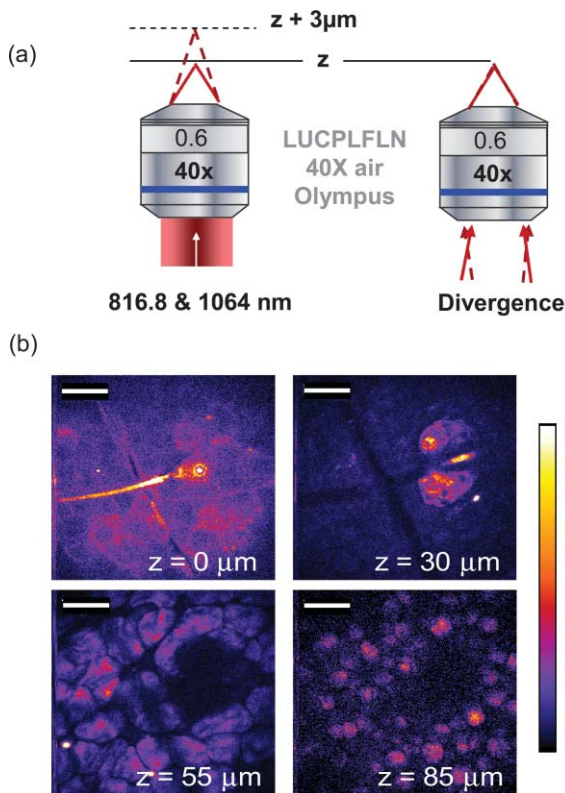 (a)
z + 3µm
z
0.6
40x
LUCPLFLN
40X air
Olympus
0.6
40x
816.8 & 1064 nm
Divergence
(b)
z = 0 µm
z = 30 µm
z = 55 µm
z = 85 µm